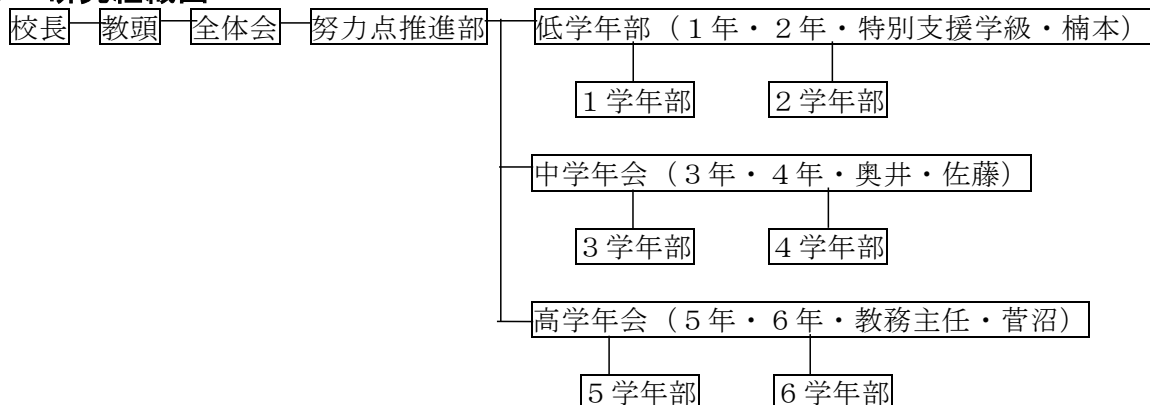 研究組織図
校長 教頭 全体会 努力点推進部 低学年部（１年・２年・特別支援学級・楠本）
１学年部 ２学年部
中学年会（３年・４年・奥井・佐藤）
３学年部 ４学年部
高学年会（５年・６年・教務主任・菅沼）
５学年部 ６学年部